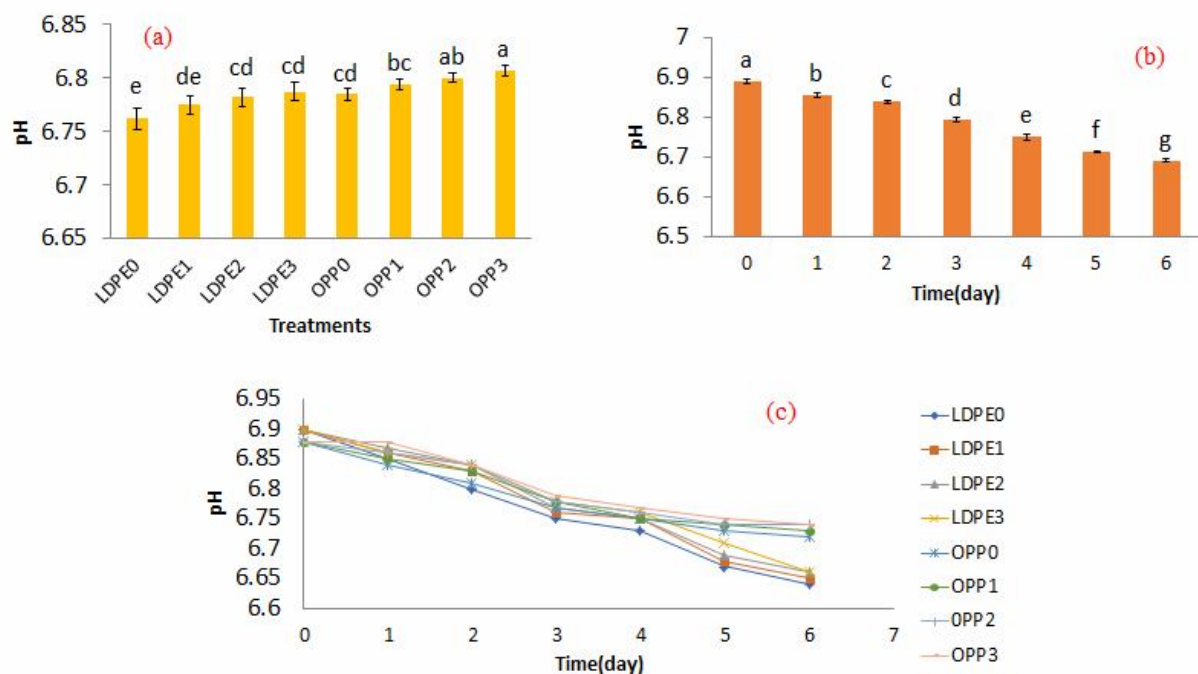 (a)
6.85
6.8
6.75
6.7
6.65
pH
e
de
cd
cd
cd
bc
ab
a
LDPE0
LDPE1
LDPE2
LDPE3
OPP0
OPP1
OPP2
OPP3
Treatments
(b)
7
6.9
6.8
6.7
6.6
6.5
pH
a
b
c
d
e
f
g
0 1 2 3 4 5 6
Time(day)
(c)
6.95
6.9
6.85
6.8
6.75
6.7
6.65
6.6
pH
0 1 2 3 4 5 6 7
Time(day)
LDPE0
LDPE1
LDPE2
LDPE3
OPP0
OPP1
0PP2
OPP3